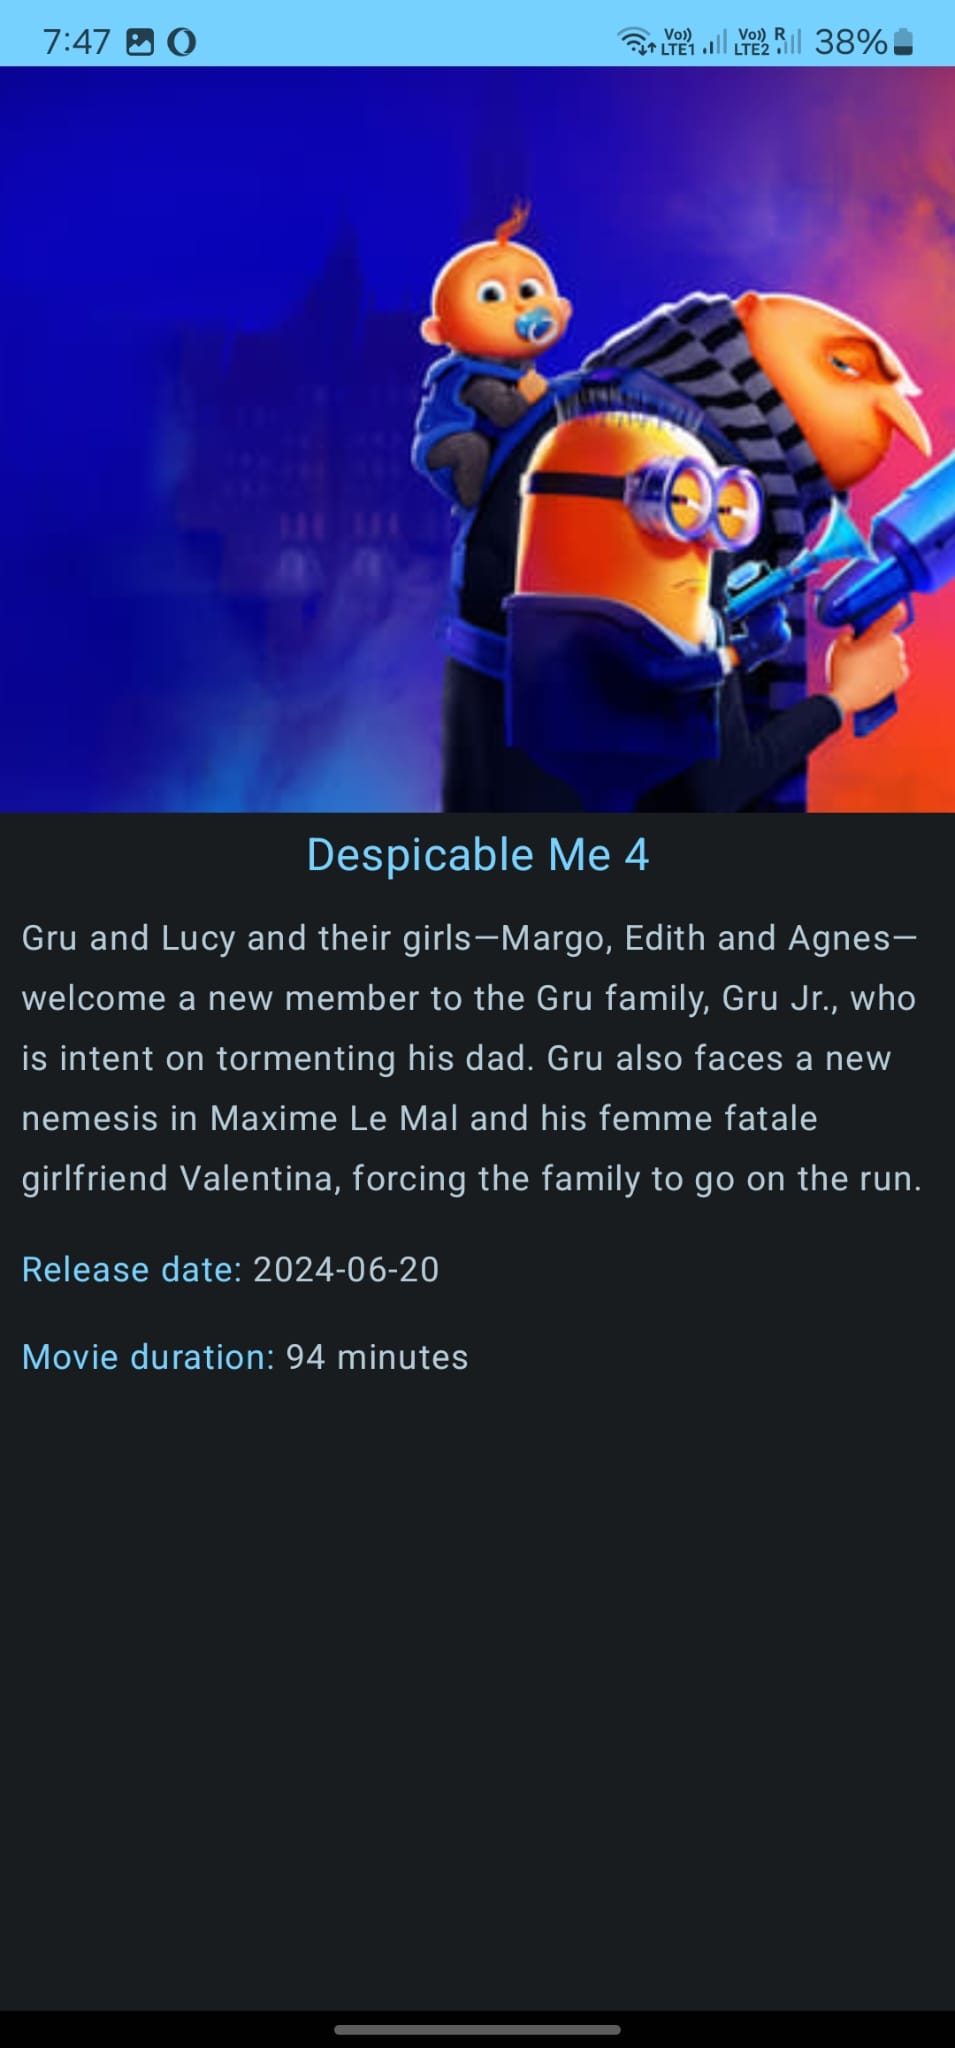 7:47 Vo)) LTE1 Vo)) LTE2 R 38%
Despicable Me 4
Gru and Lucy and their girls—Margo, Edith and Agnes—
welcome a new member to the Gru family, Gru Jr., who
is intent on tormenting his dad. Gru also faces a new
nemesis in Maxime Le Mal and his femme fatale
girlfriend Valentina, forcing the family to go on the run.
Release date: 2024-06-20
Movie duration: 94 minutes